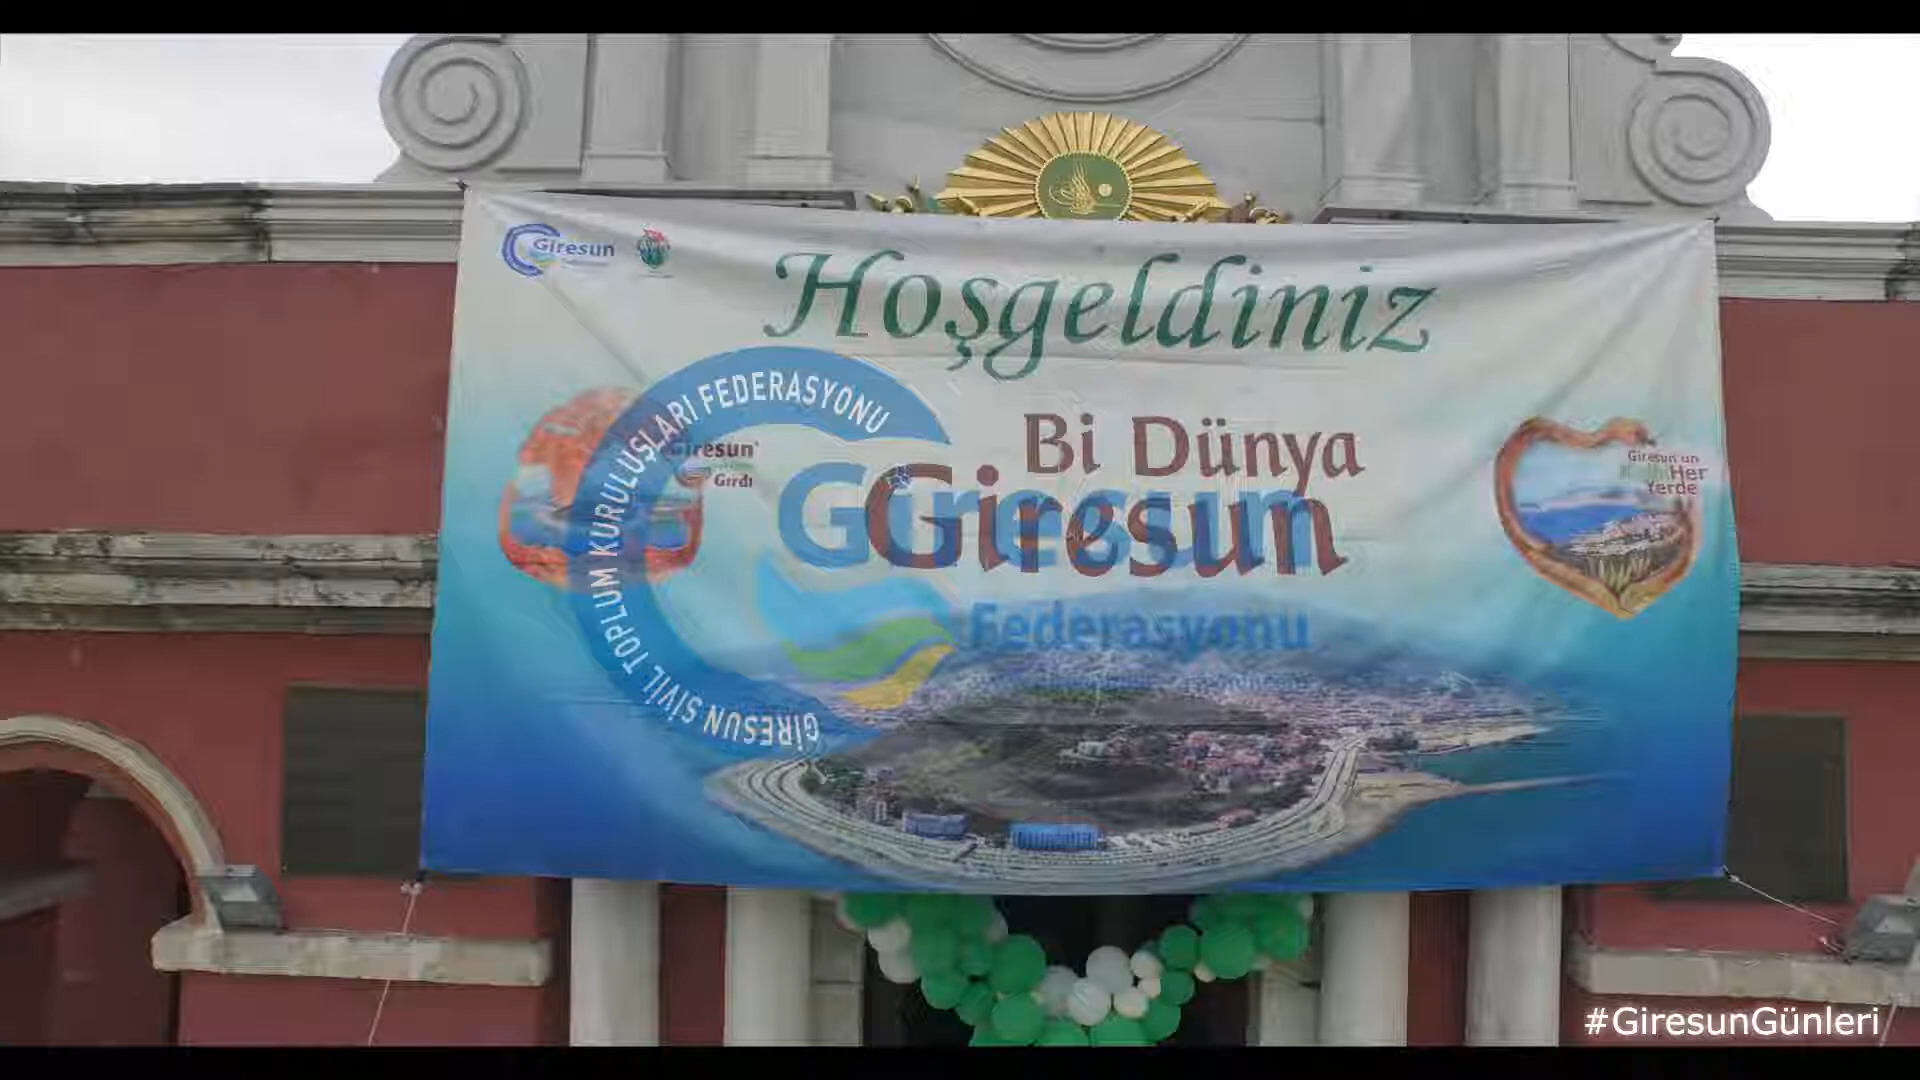 Giresun
Hoşgeldiniz
GİRESUN SİVİL TOPLUM KURULUŞLARI FEDERASYONU
Giresun
Girdi
Bi Dünya
Giresun
Giresun
Federasyonu
Giresun'un
Her
Yerde
#GiresunGünleri